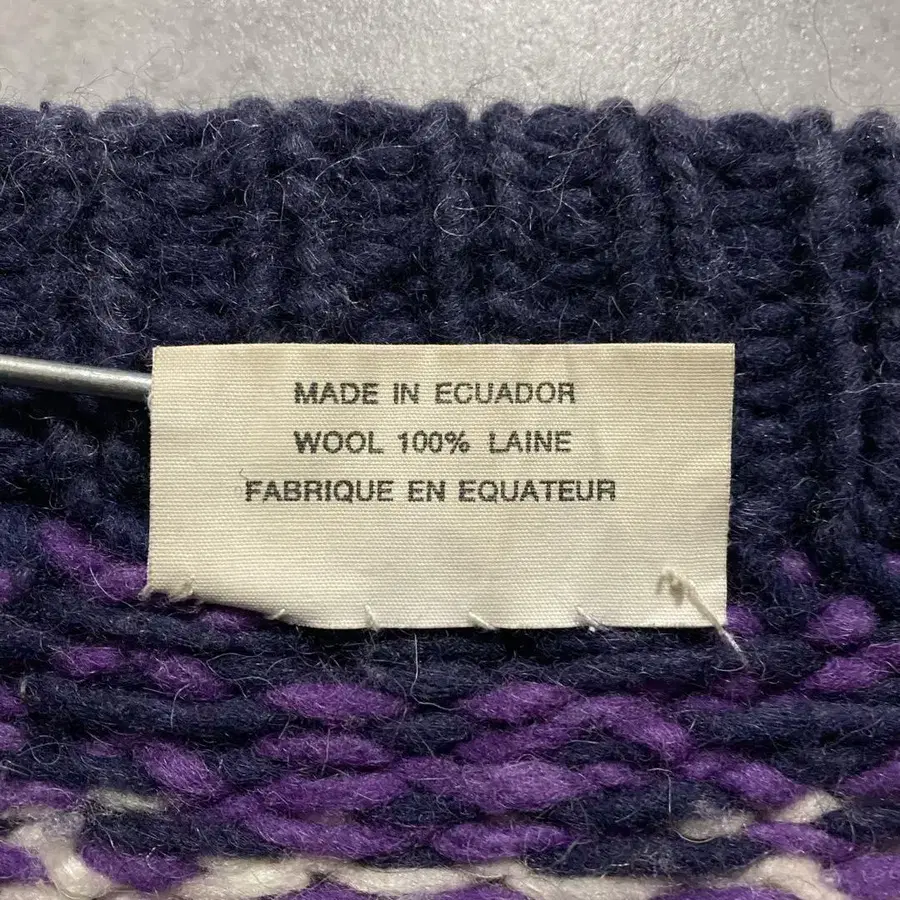 MADE IN ECUADOR
WOOL 100% LAINE
FABRIQUE EN EQUATEUR